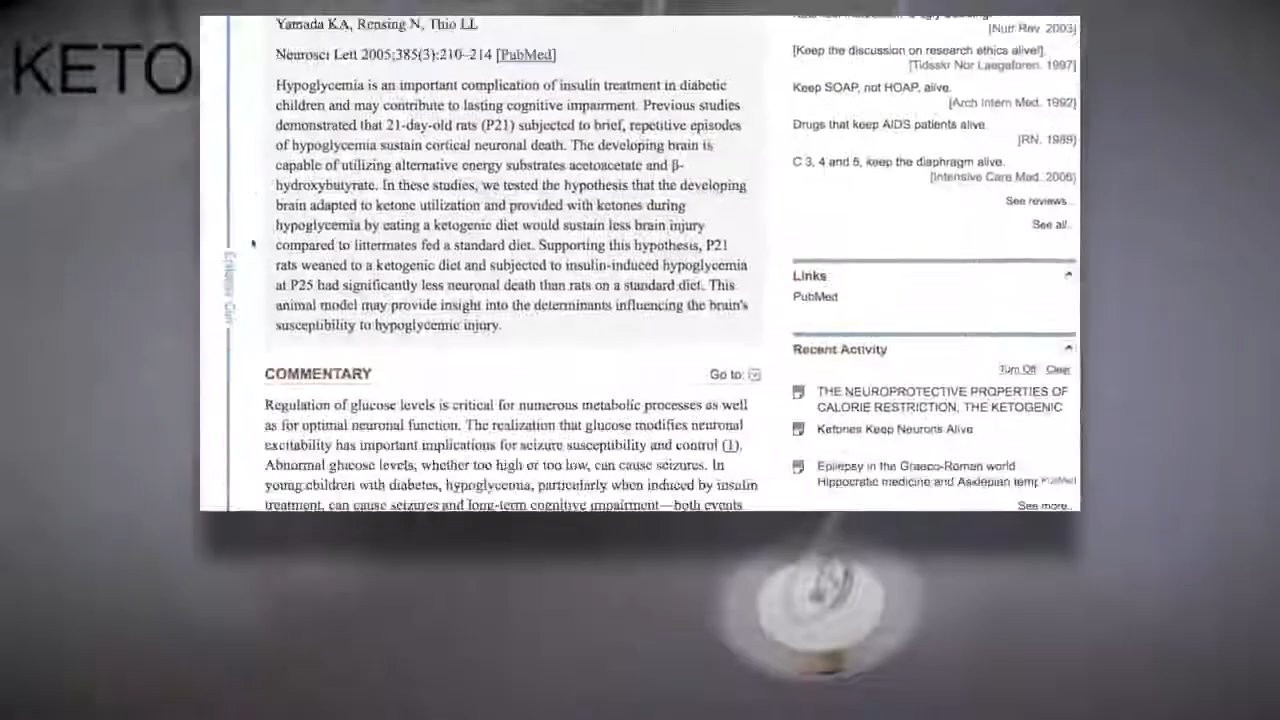 KETO
Yamada KA, Rensing N, Thio LL
Neurosci Lett 2005;385(3):210–214 [PubMed]
Hypoglycemia is an important complication of insulin treatment in diabetic
children and may contribute to lasting cognitive impairment. Previous studies
demonstrated that 21-day-old rats (P21) subjected to brief, repetitive episodes
of hypoglycemia sustain cortical neuronal death. The developing brain is
capable of utilizing alternative energy substrates acetoacetate and β-
hydroxybutyrate. In these studies, we tested the hypothesis that the developing
brain adapted to ketone utilization and provided with ketones during
hypoglycemia by eating a ketogenic diet would sustain less brain injury
compared to littermates fed a standard diet. Supporting this hypothesis, P21
rats weaned to a ketogenic diet and subjected to insulin-induced hypoglycemia
at P25 had significantly less neuronal death than rats on a standard diet. This
animal model may provide insight into the determinants influencing the brain's
susceptibility to hypoglycemic injury.
COMMENTARY
Go to:
Regulation of glucose levels is critical for numerous metabolic processes as well
as for optimal neuronal function. The realization that glucose modifies neuronal
excitability has important implications for seizure susceptibility and control (1).
Abnormal glucose levels, whether too high or too low, can cause seizures. In
young children with diabetes, hypoglycemia, particularly when induced by insulin
treatment, can cause seizures and long-term cognitive impairment—both events
[Nutr Rev. 2003]
[Keep the discussion on research ethics alive!].
[Tidsskr Nor Laegeforen. 1997]
Keep SOAP, not HOAP, alive.
[Arch Intern Med. 1992]
Drugs that keep AIDS patients alive.
[RN. 1989]
C 3, 4 and 5, keep the diaphragm alive.
[Intensive Care Med. 2006]
See reviews...
See all...
Links
PubMed
Recent Activity
Turn Off Clear
THE NEUROPROTECTIVE PROPERTIES OF
CALORIE RESTRICTION, THE KETOGENIC
Ketones Keep Neurons Alive
Epilepsy in the Graeco-Roman world
Hippocratic medicine and Asklepian temp PubMed
See more...